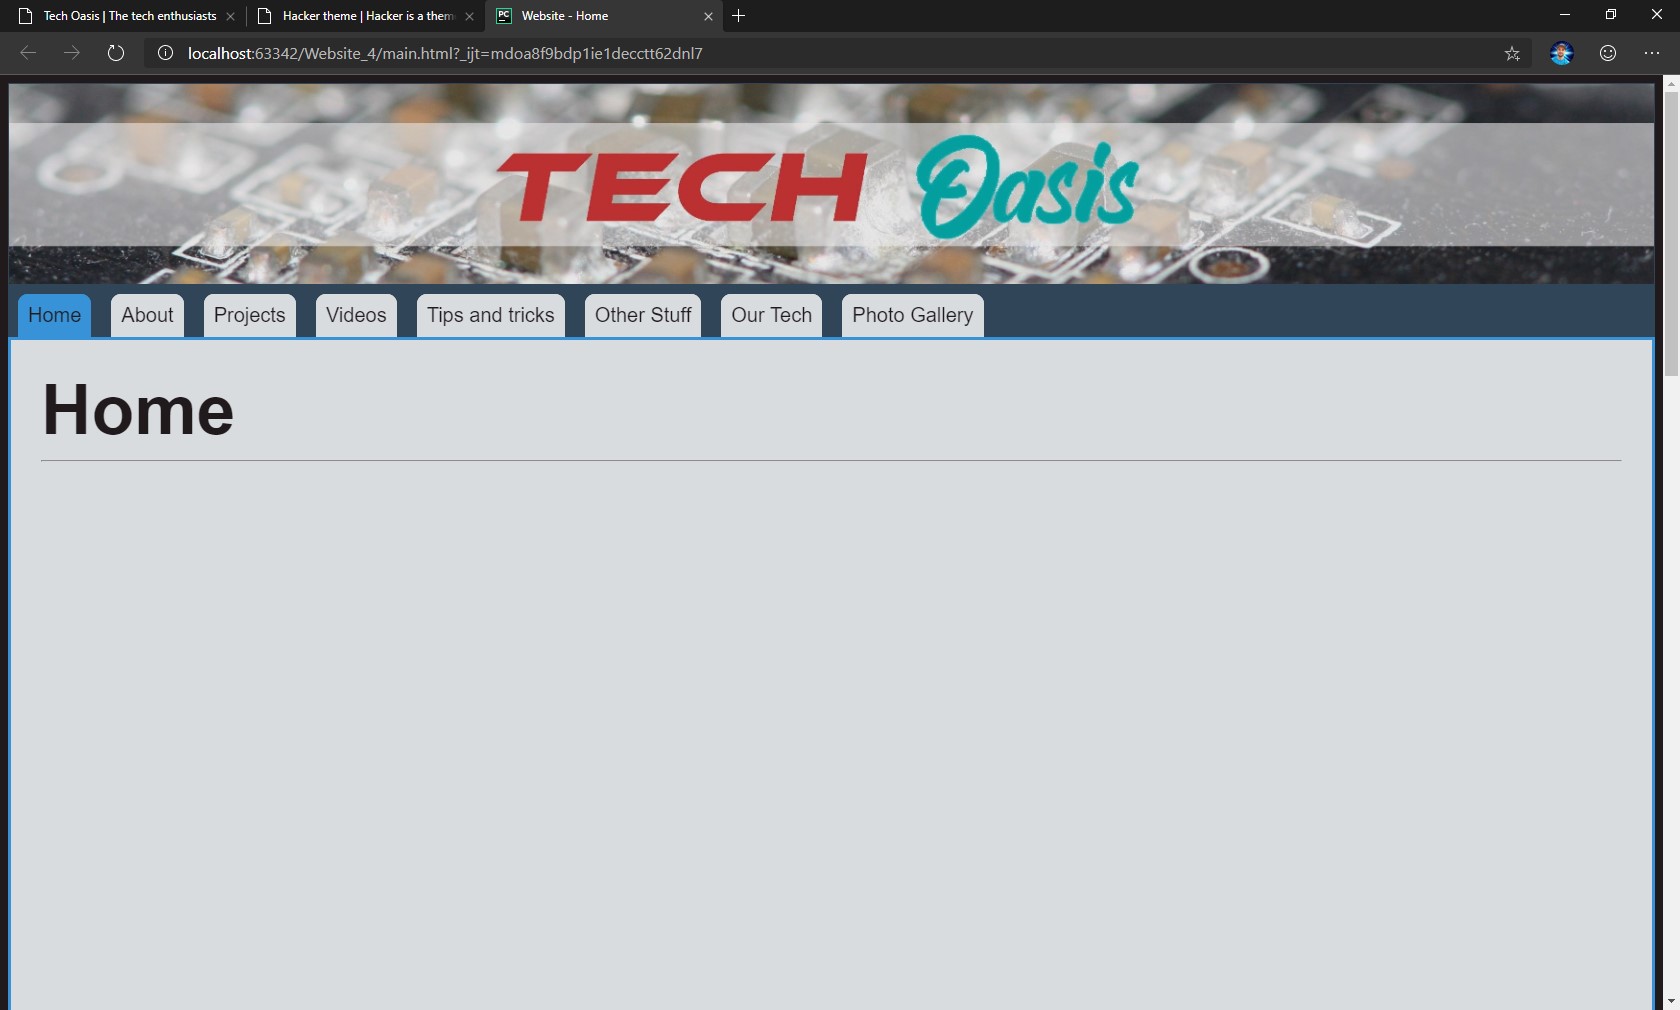 Tech Oasis | The tech enthusiasts
Hacker theme | Hacker is a them
PC
Website - Home
localhost:63342/Website_4/main.html?_ijt=mdoa8f9bdp1ie1decctt62dnl7
TECH Oasis
Home
About
Projects
Videos
Tips and tricks
Other Stuff
Our Tech
Photo Gallery
Home